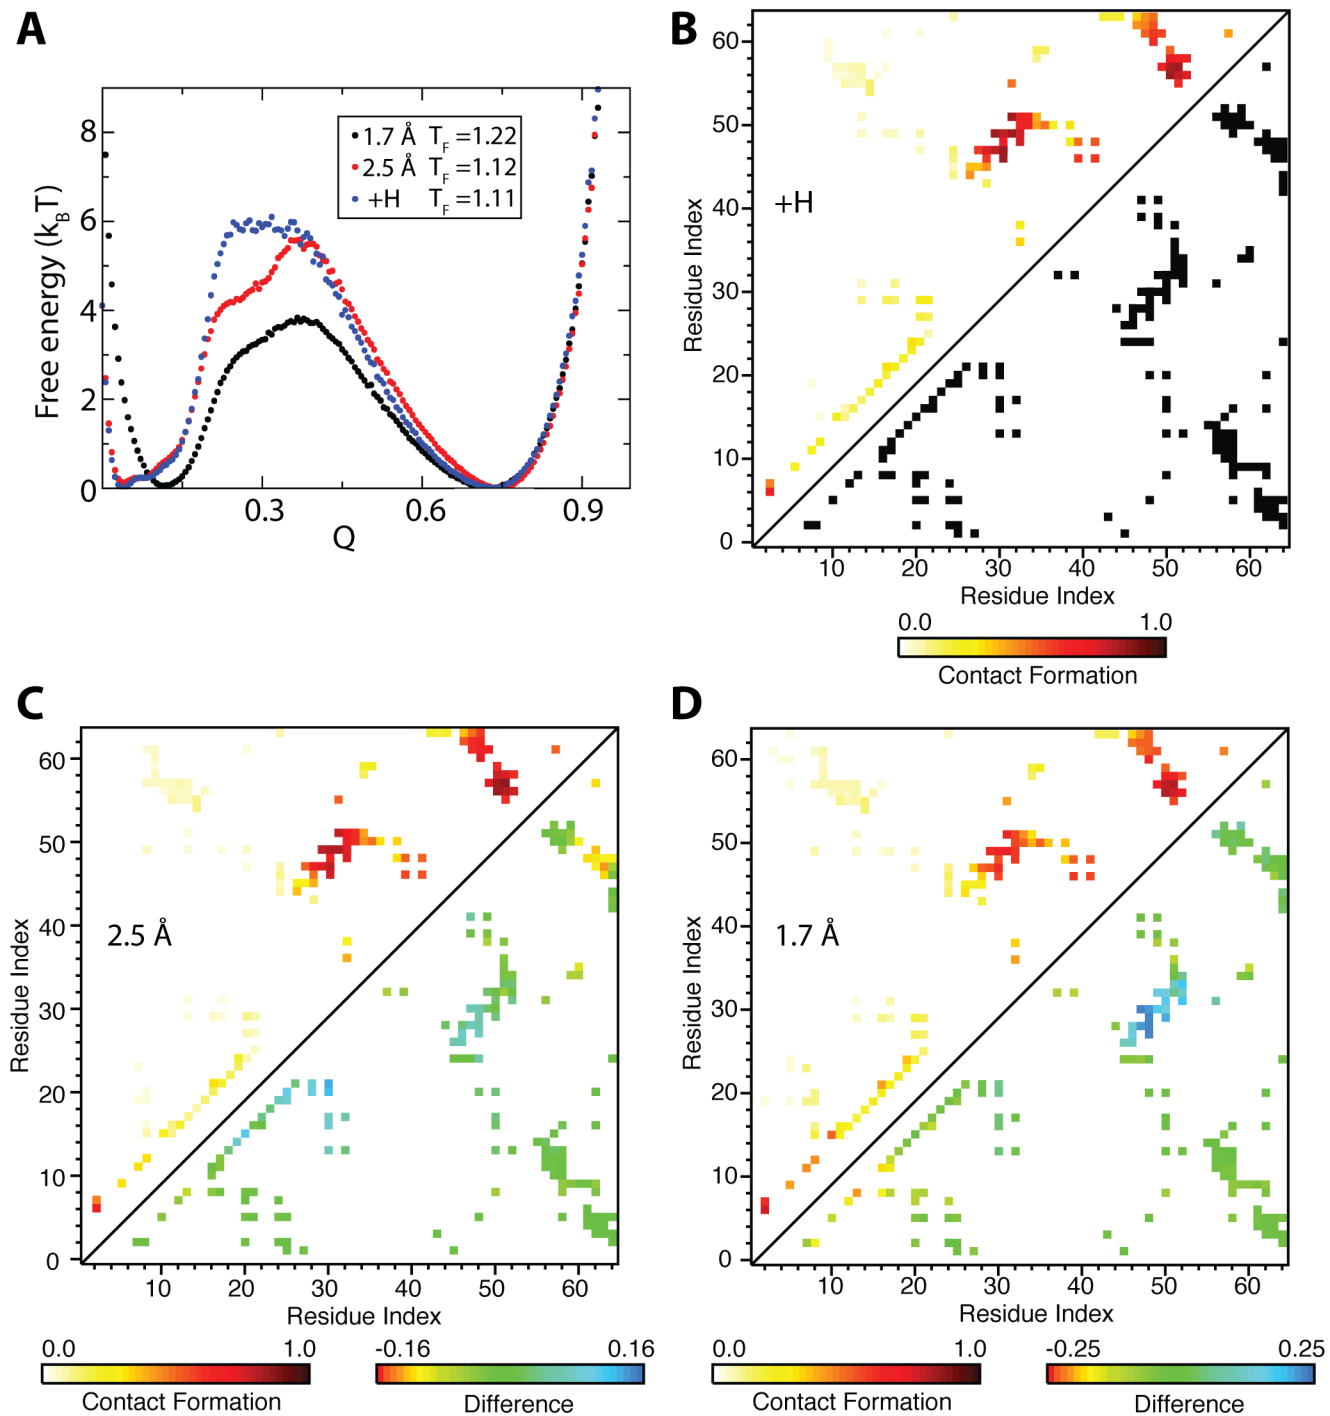 A
Free energy (k_B T)
8
6
4
2
0
0.3
0.6
0.9
Q
1.7 Å T_F =1.22
2.5 Å T_F =1.12
+H T_F =1.11
B
Residue Index
60
50
40
30
20
10
0
+H
10 20 30 40 50 60
Residue Index
0.0 1.0
Contact Formation
C
Residue Index
60
50
40
30
20
10
0
2.5 Å
10 20 30 40 50 60
Residue Index
0.0 1.0
Contact Formation
-0.16 0.16
Difference
D
Residue Index
60
50
40
30
20
10
0
1.7 Å
10 20 30 40 50 60
Residue Index
0.0 1.0
Contact Formation
-0.25 0.25
Difference